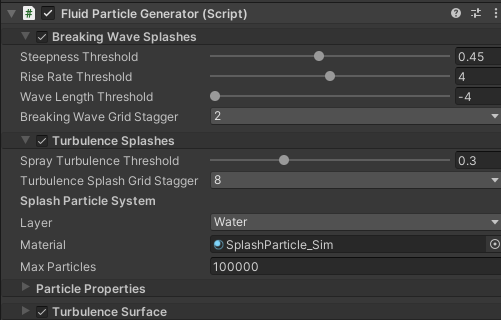 Fluid Particle Generator (Script)
Breaking Wave Splashes
Steepness Threshold 0.45
Rise Rate Threshold 4
Wave Length Threshold -4
Breaking Wave Grid Stagger 2
Turbulence Splashes
Spray Turbulence Threshold 0.3
Turbulence Splash Grid Stagger 8
Splash Particle System
Layer Water
Material SplashParticle_Sim
Max Particles 100000
Particle Properties
Turbulence Surface